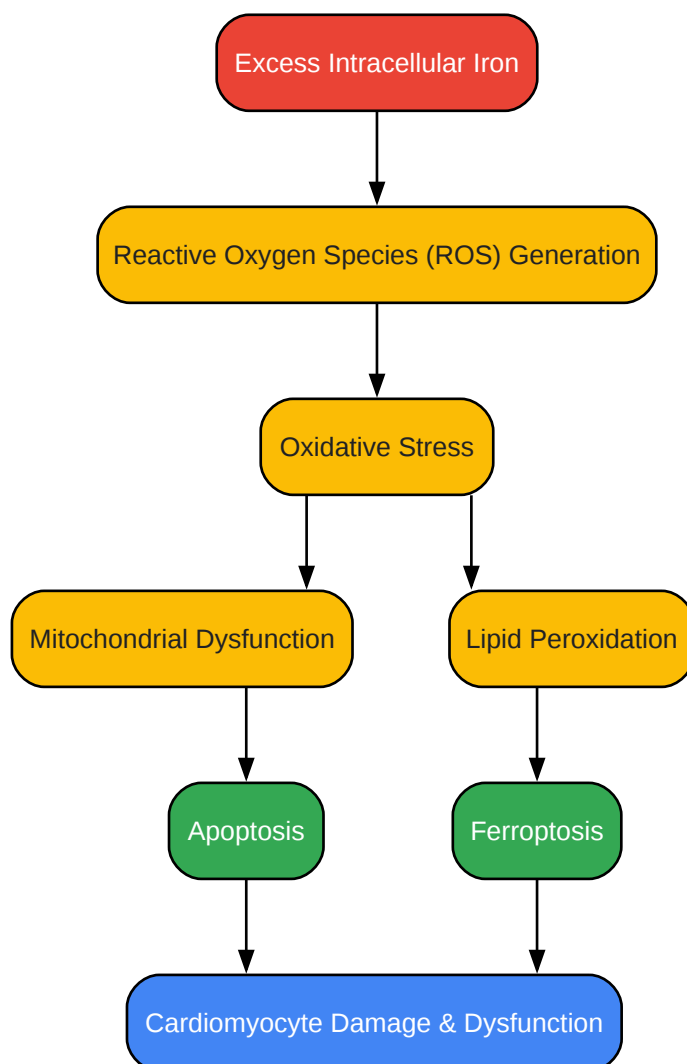 Excess Intracellular Iron
Reactive Oxygen Species (ROS) Generation
Oxidative Stress
Mitochondrial Dysfunction
Lipid Peroxidation
Apoptosis
Ferroptosis
Cardiomyocyte Damage & Dysfunction